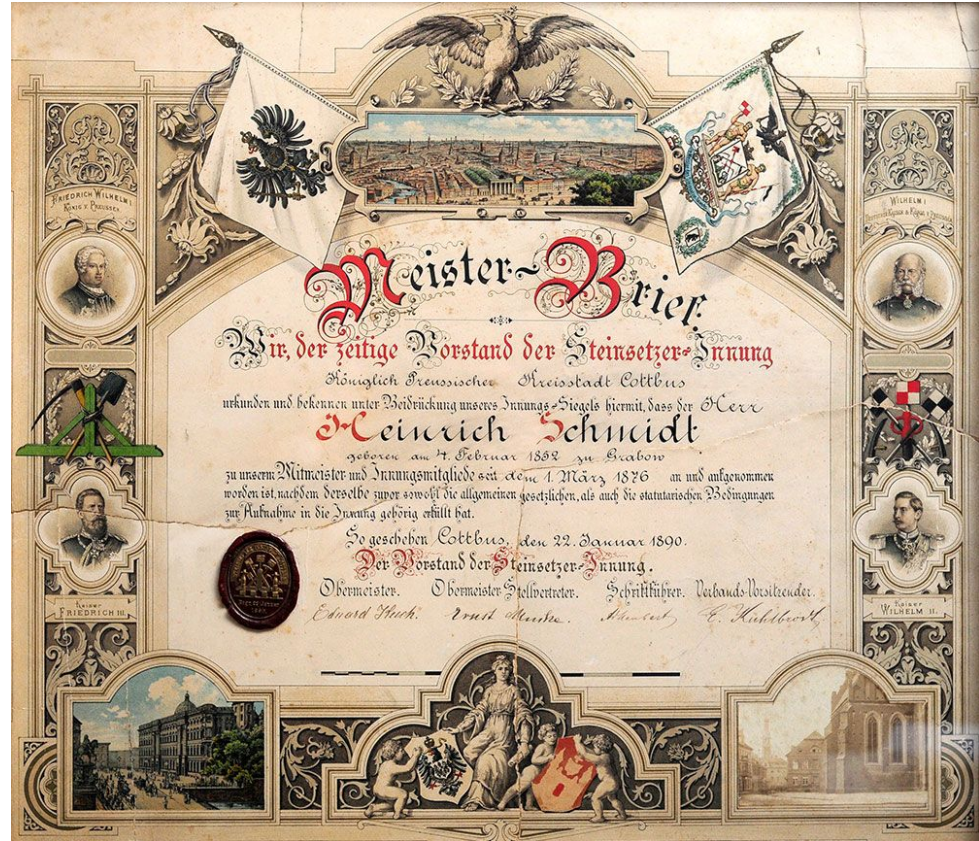 FRIEDRICH WILHELM I
KÖNIG V. PREUSSEN
WILHELM I
DEUTSCHER KAISER & KÖNIG V. PREUSSEN
Meister-Brief.
Wir, der zeitige Vorstand der Steinsetzer-Innung
Königlich Preussischer Kreisstadt Cottbus
urkunden und bekennen unter Beidrückung unseres Innungs-Siegels hiermit, dass der Herr
Heinrich Schmidt
geboren am 4. Februar 1852 zu Grabow
zu unserm Mitmeister und Innungsmitgliede seit dem 1. März 1876 an und aufgenommen
worden ist, nachdem derselbe zuvor sowohl die allgemeinen gesetzlichen, als auch die statutarischen Bedingungen
zur Aufnahme in die Innung gehörig erfüllt hat.
So geschehen Cottbus, den 22. Januar 1890.
Der Vorstand der Steinsetzer-Innung.
Obermeister. Obermeister-Stellvertreter. Schriftführer. Verbands-Vorsitzender.
Ernst
Kaiser
FRIEDRICH III.
Kaiser
WILHELM II.